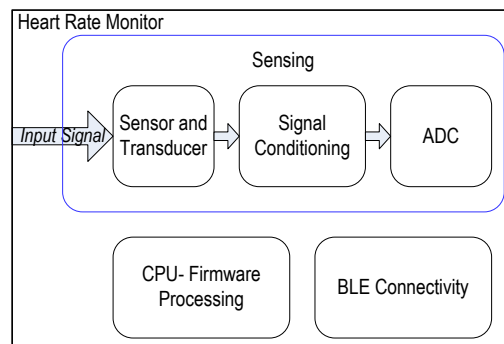 Heart Rate Monitor
Sensing
Input Signal
Sensor and
Transducer
Signal
Conditioning
ADC
CPU- Firmware
Processing
BLE Connectivity